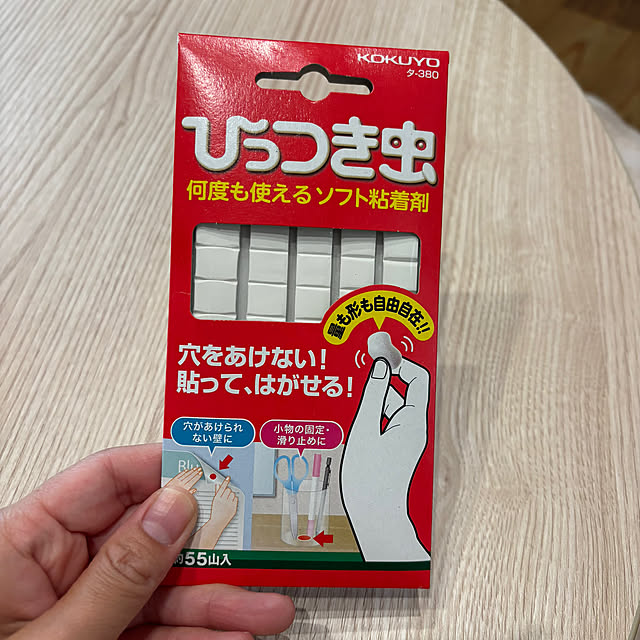 KOKUYO
タ-380
ひっつき虫
何度も使えるソフト粘着剤
量も形も自由自在!!
穴をあけない!
貼って、はがせる!
穴があけられ
ない壁に
小物の固定・
滑り止めに
Blu
約55山入